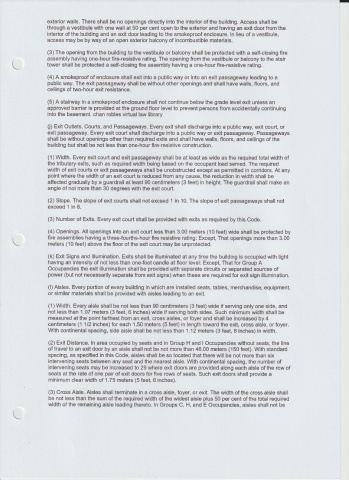 exterior walls. There shall be no openings directly into the interior of the building. Access shall be
through a vestibule with one wall at 50 per cent open to the exterior and having an exit door from the
interior of the building and an exit door leading to the smokeproof enclosure. In lieu of a vestibule,
access may be by way of an open exterior balcony of incombustible materials.
(3) The opening from the building to the vestibule or balcony shall be protected with a self-closing fire
assembly having one-hour fire-resistive rating. The opening from the vestibule or balcony to the stair
tower shall be protected a self-closing fire assembly having a one-hour fire-resistive rating.
(4) A smokeproof of enclosure shall exit into a public way or into an exit passageway leading to a
public way. The exit passageway shall be without other openings and shall have walls, floors, and
ceilings of two-hour exit resistance.
(5) A stairway in a smokeproof enclosure shall not continue below the grade level exit unless an
approved barrier is provided at the ground floor level to prevent persons from accidentally continuing
into the basement. chan robles virtual law library
(j) Exit Outlets, Courts, and Passageways. Every exit shall discharge into a public way, exit court, or
exit passageway. Every exit court shall discharge into a public way or exit passageway. Passageways
shall be without openings other than required exits and shall have walls, floors, and ceilings of the
building but shall be not less than one-hour fire-resistive construction.
(1) Width. Every exit court and exit passageway shall be at least as wide as the required total width of
the tributary exits, such as required width being based on the occupant load served. The required
width of exit courts or exit passageways shall be unobstructed except as permitted in corridors. At any
point where the width of an exit court is reduced from any cause, the reduction in width shall be
affected gradually by a guardrail at least 90 centimeters (3 feet) in height. The guardrail shall make an
angle of not more than 30 degrees with the exit court.
(2) Slope. The slope of exit courts shall not exceed 1 in 10. The slope of exit passageways shall not
exceed 1 in 8.
(3) Number of Exits. Every exit court shall be provided with exits as required by this Code.
(4) Openings. All openings into an exit court less than 3.00 meters (10 feet) wide shall be protected by
fire assemblies having a three-fourths-hour fire resistive rating: Except, That openings more than 3.00
meters (10 feet) above the floor of the exit court may be unprotected.
(k) Exit Signs and Illumination. Exits shall be illuminated at any time the building is occupied with light
having an intensity of not less than one-foot candle at floor level: Except, That for Group A
Occupancies the exit illumination shall be provided with separate circuits or separated sources of
power (but not necessarily separate from exit signs) when these are required for exit sign illumination.
(l) Aisles. Every portion of every building in which are installed seats, tables, merchandise, equipment,
or similar materials shall be provided with aisles leading to an exit.
(1) Width. Every aisle shall be not less than 90 centimeters (3 feet) wide if serving only one side, and
not less than 1.07 meters (3 feet, 6 inches) wide if serving both sides. Such minimum width shall be
measured at the point farthest from an exit, cross aisles, or foyer and shall be increased by 4
centimeters (1 1/2 inches) for each 1.50 meters (5 feet) in length toward the exit, cross aisle, or foyer.
With continental spacing, side aisle shall be not less than 1.12 meters (3 feet, 8 inches) in width.
(2) Exit Distance. In area occupied by seats and in Group H and I Occupancies without seats, the line
of travel to an exit door by an aisle shall not be not more than 46.00 meters (150 feet). With standard
spacing, as specified in this Code, aisles shall be so located that there will be not more than six
intervening seats between any seat and the nearest aisle. With continental spacing, the number of
intervening seats may be increased to 29 where exit doors are provided along each aisle of the row of
seats at the rate of one pair of exit doors for five rows of seats. Such exit doors shall provide a
minimum clear width of 1.75 meters (5 feet, 8 inches).
(3) Cross Aisle. Aisles shall terminate in a cross aisle, foyer, or exit. The width of the cross aisle shall
be not less than the sum of the required width of the widest aisle plus 50 per cent of the total required
width of the remaining aisle leading thereto. In Groups C, H, and E Occupancies, aisles shall not be